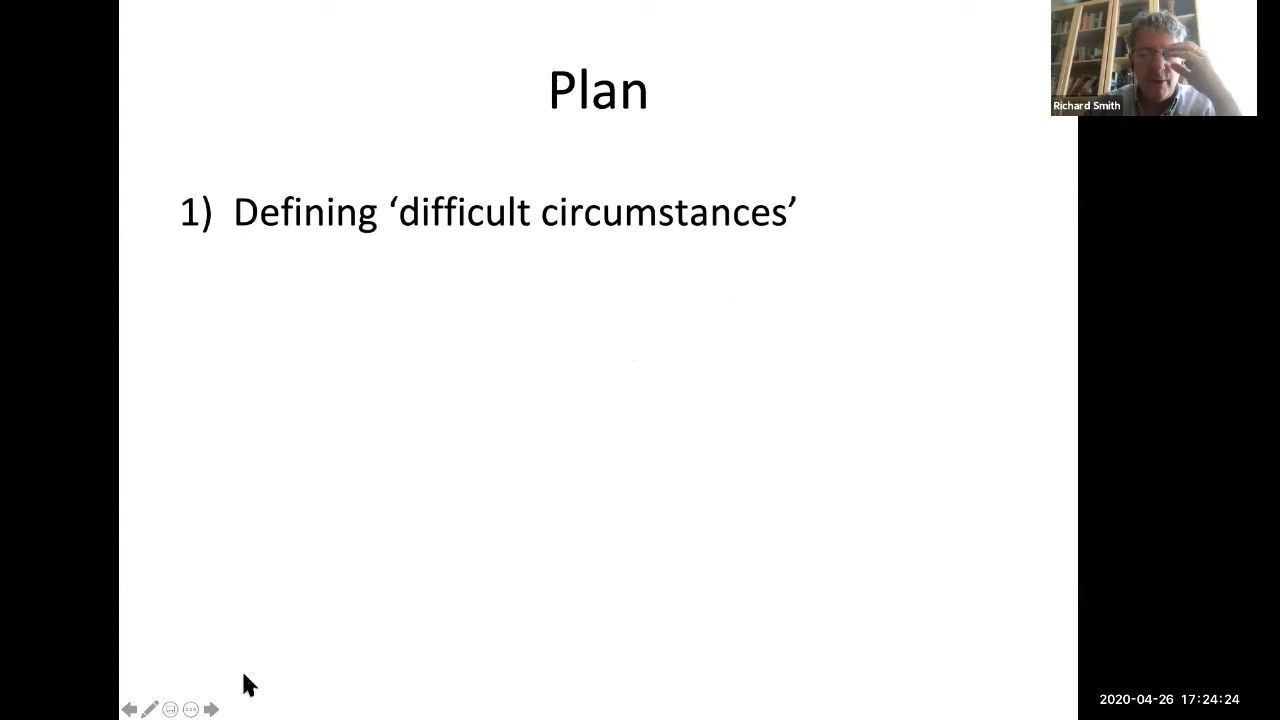 Plan
Richard Smith
1) Defining ‘difficult circumstances’
2020-04-26 17:24:24